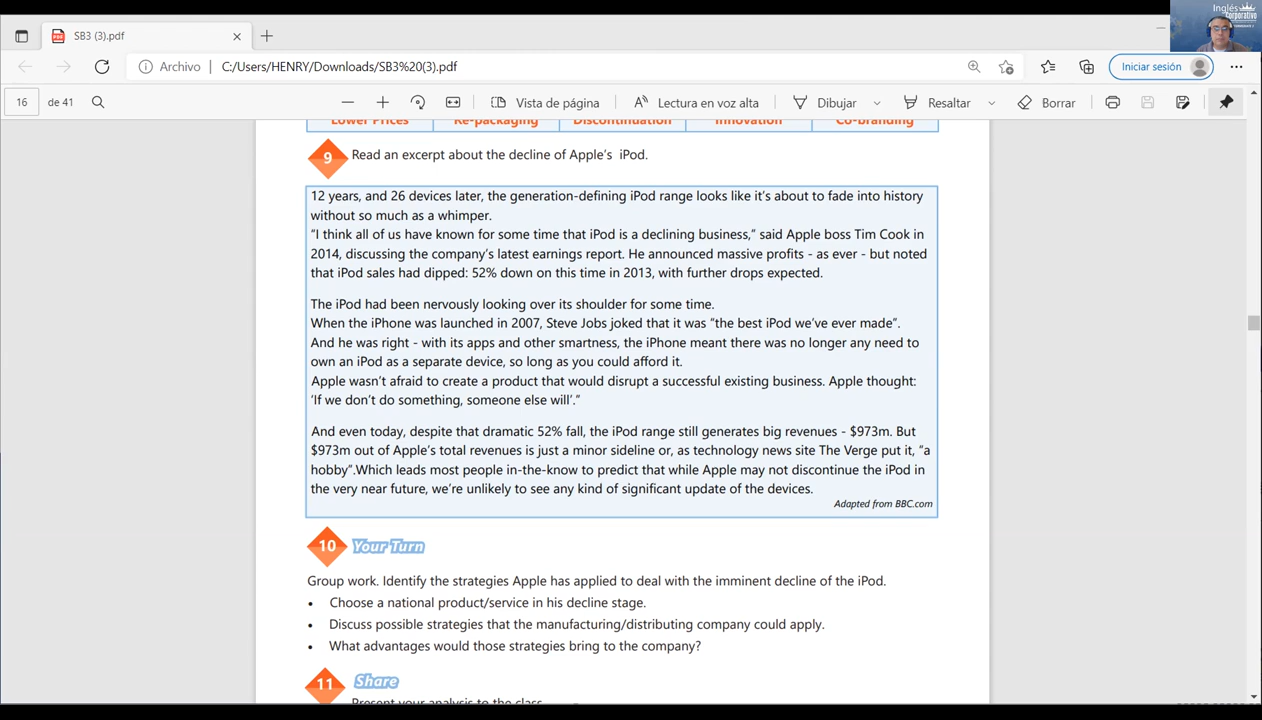 SB3 (3).pdf
Inglés
Corporativo
Archivo
C:/Users/HENRY/Downloads/SB3%20(3).pdf
Iniciar sesión
16 de 41
Vista de página
Lectura en voz alta
Dibujar
Resaltar
Borrar
Lower Prices Re-packaging Discontinuation Innovation Co-branding
9 Read an excerpt about the decline of Apple's iPod.
12 years, and 26 devices later, the generation-defining iPod range looks like it's about to fade into history
without so much as a whimper.
“I think all of us have known for some time that iPod is a declining business,” said Apple boss Tim Cook in
2014, discussing the company's latest earnings report. He announced massive profits - as ever - but noted
that iPod sales had dipped: 52% down on this time in 2013, with further drops expected.
The iPod had been nervously looking over its shoulder for some time.
When the iPhone was launched in 2007, Steve Jobs joked that it was “the best iPod we've ever made”.
And he was right - with its apps and other smartness, the iPhone meant there was no longer any need to
own an iPod as a separate device, so long as you could afford it.
Apple wasn't afraid to create a product that would disrupt a successful existing business. Apple thought:
‘If we don't do something, someone else will’.”
And even today, despite that dramatic 52% fall, the iPod range still generates big revenues - $973m. But
$973m out of Apple's total revenues is just a minor sideline or, as technology news site The Verge put it, “a
hobby”.Which leads most people in-the-know to predict that while Apple may not discontinue the iPod in
the very near future, we're unlikely to see any kind of significant update of the devices.
Adapted from BBC.com
10 Your Turn
Group work. Identify the strategies Apple has applied to deal with the imminent decline of the iPod.
• Choose a national product/service in his decline stage.
• Discuss possible strategies that the manufacturing/distributing company could apply.
• What advantages would those strategies bring to the company?
11 Share
Present your analysis to the class.